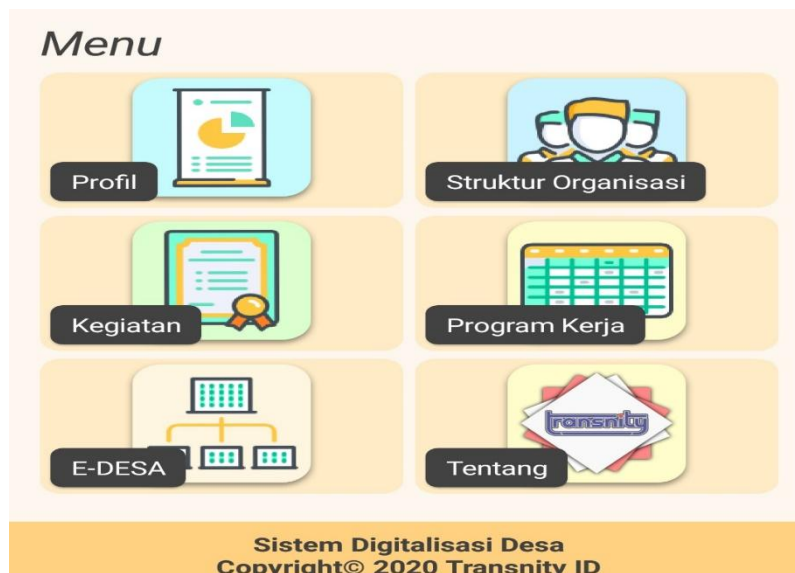 Menu
Profil
Struktur Organisasi
Kegiatan
Program Kerja
transnity
E-DESA
Tentang
Sistem Digitalisasi Desa
Copyright© 2020 Transnity ID